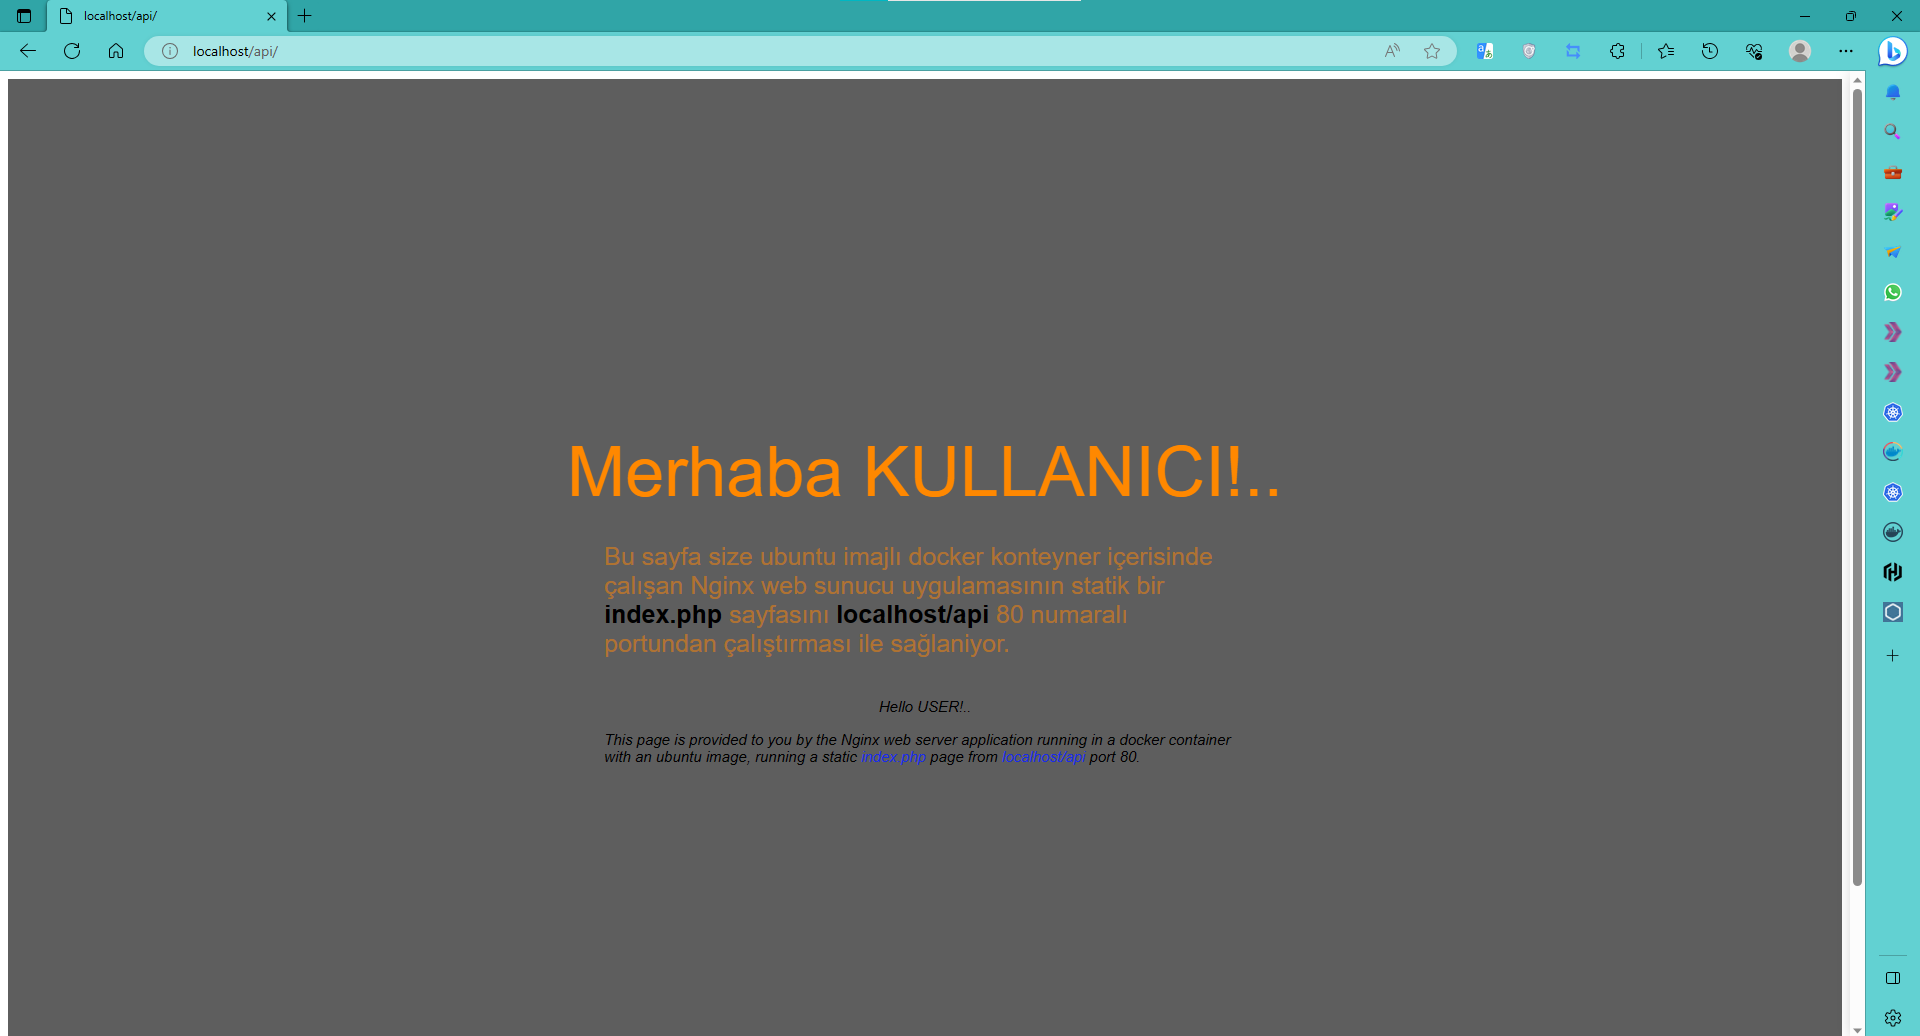 localhost/api/
localhost/api/
Merhaba KULLANICI!..
Bu sayfa size ubuntu imajlı docker konteyner içerisinde
çalışan Nginx web sunucu uygulamasının statik bir
index.php sayfasını localhost/api 80 numaralı
portundan çalıştırması ile sağlaniyor.
Hello USER!..
This page is provided to you by the Nginx web server application running in a docker container
with an ubuntu image, running a static index.php page from localhost/api port 80.